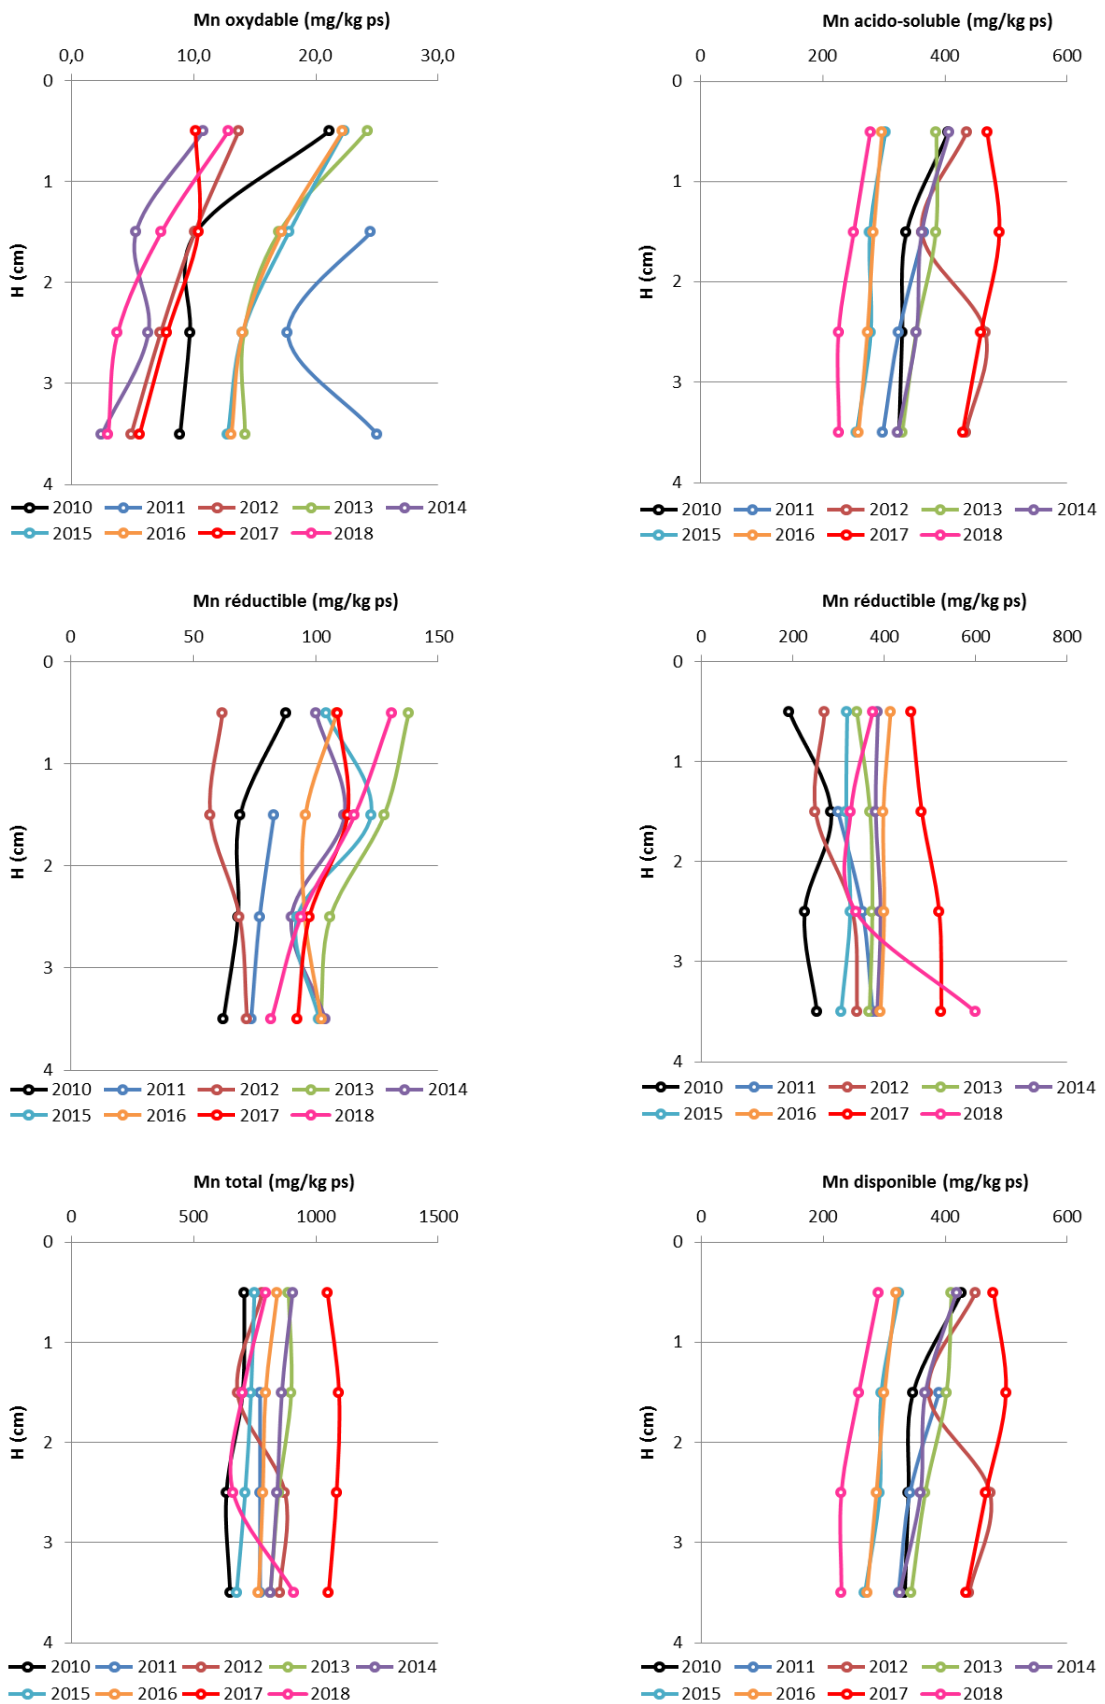 Mn oxydable (mg/kg ps)
0,0 10,0 20,0 30,0
0
1
2
3
4
H (cm)
2010 2011 2012 2013 2014
2015 2016 2017 2018
Mn acido-soluble (mg/kg ps)
0 200 400 600
0
1
2
3
4
H (cm)
2010 2011 2012 2013 2014
2015 2016 2017 2018
Mn réductible (mg/kg ps)
0 50 100 150
0
1
2
3
4
H (cm)
2010 2011 2012 2013 2014
2015 2016 2017 2018
Mn réductible (mg/kg ps)
0 200 400 600 800
0
1
2
3
4
H (cm)
2010 2011 2012 2013 2014
2015 2016 2017 2018
Mn total (mg/kg ps)
0 500 1000 1500
0
1
2
3
4
H (cm)
2010 2011 2012 2013 2014
2015 2016 2017 2018
Mn disponible (mg/kg ps)
0 200 400 600
0
1
2
3
4
H (cm)
2010 2011 2012 2013 2014
2015 2016 2017 2018